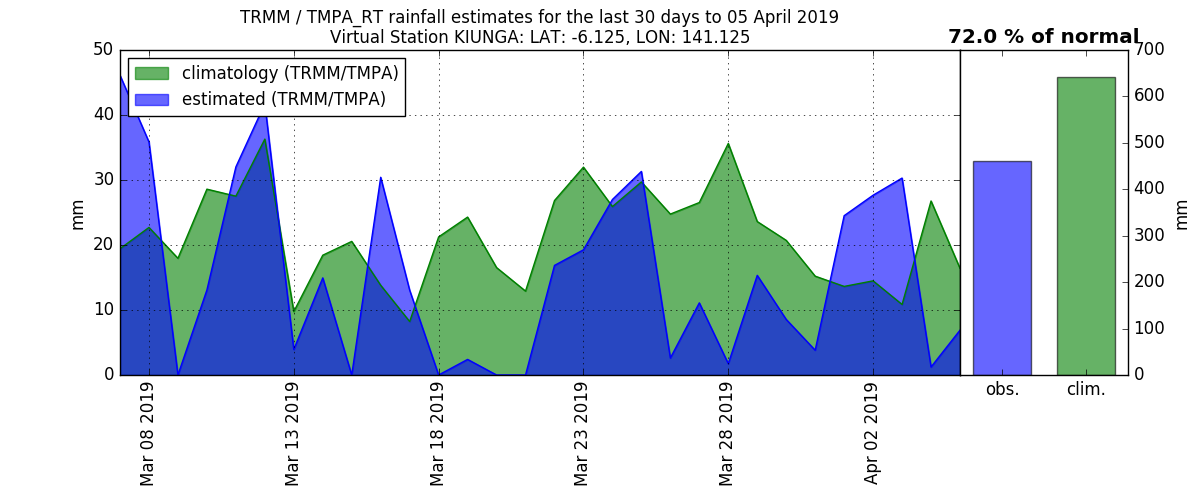 TRMM / TMPA_RT rainfall estimates for the last 30 days to 05 April 2019
Virtual Station KIUNGA: LAT: -6.125, LON: 141.125
72.0 % of normal
climatology (TRMM/TMPA)
estimated (TRMM/TMPA)
50
40
30
20
10
0
mm
Mar 08 2019
Mar 13 2019
Mar 18 2019
Mar 23 2019
Mar 28 2019
Apr 02 2019
700
600
500
400
300
200
100
0
mm
obs.
clim.